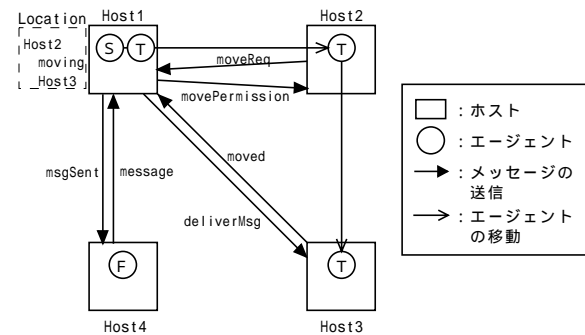 Location
Host1
Host2
Host2
moving
Host3
S
T
T
moveReq
movePermission
msgSent
message
moved
deliverMsg
F
T
Host4
Host3
：ホスト
：エージェント
：メッセージの
送信
：エージェント
の移動